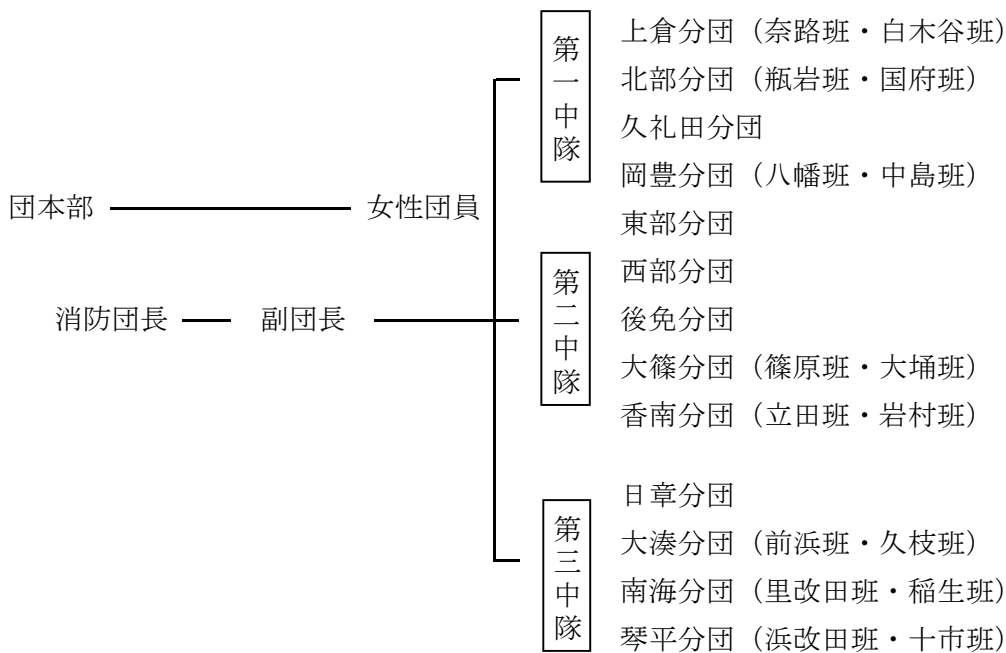 団本部
女性団員
消防団長
副団長
第一中隊
上倉分団（奈路班・白木谷班）
北部分団（瓶岩班・国府班）
久礼田分団
岡豊分団（八幡班・中島班）
第二中隊
東部分団
西部分団
後免分団
大篠分団（篠原班・大埇班）
香南分団（立田班・岩村班）
第三中隊
日章分団
大湊分団（前浜班・久枝班）
南海分団（里改田班・稲生班）
琴平分団（浜改田班・十市班）